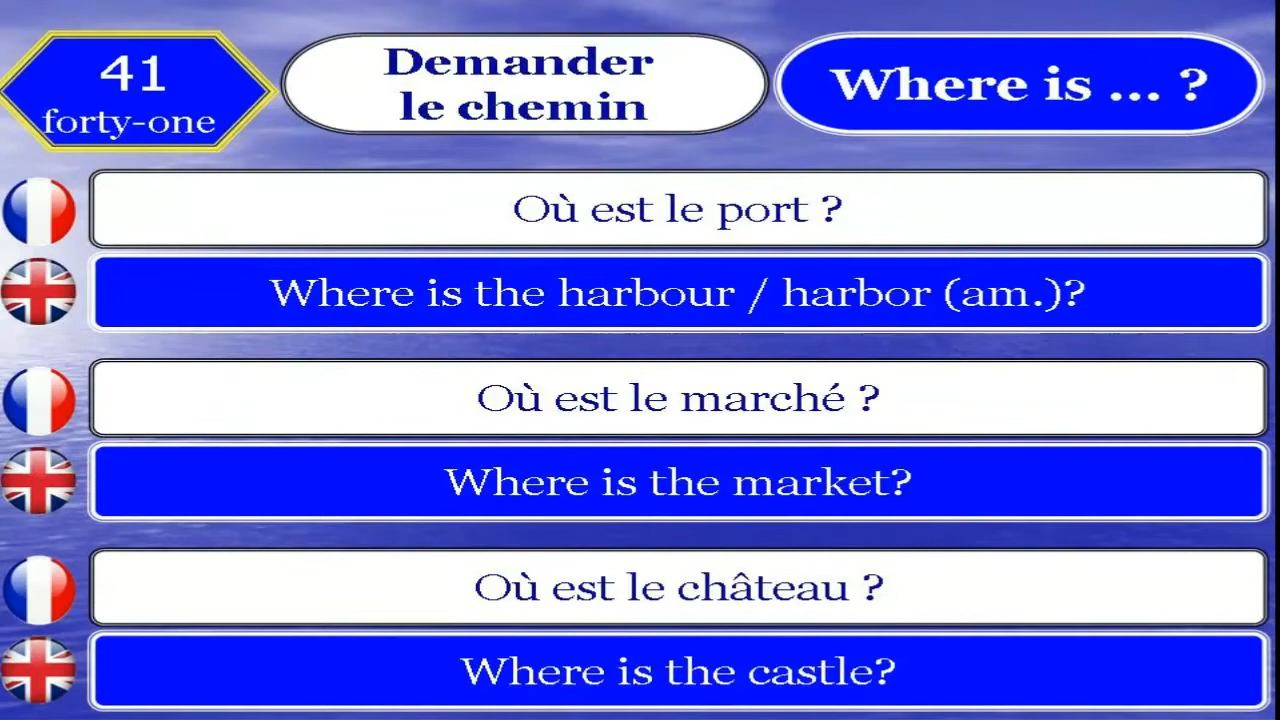 41
forty-one
Demander
le chemin
Where is ... ?
Où est le port ?
Where is the harbour / harbor (am.)?
Où est le marché ?
Where is the market?
Où est le château ?
Where is the castle?